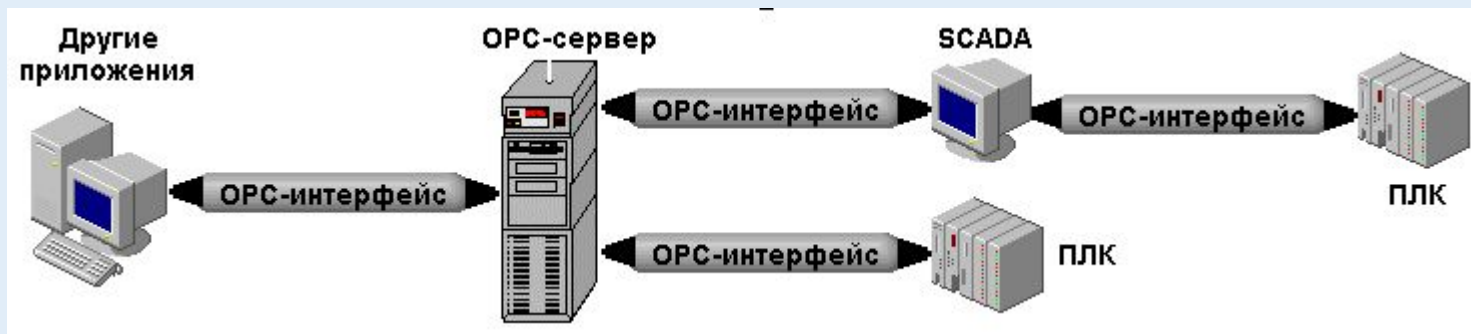 Другие
приложения
OPC-сервер
SCADA
OPC-интерфейс
OPC-интерфейс
ПЛК
OPC-интерфейс
OPC-интерфейс
ПЛК